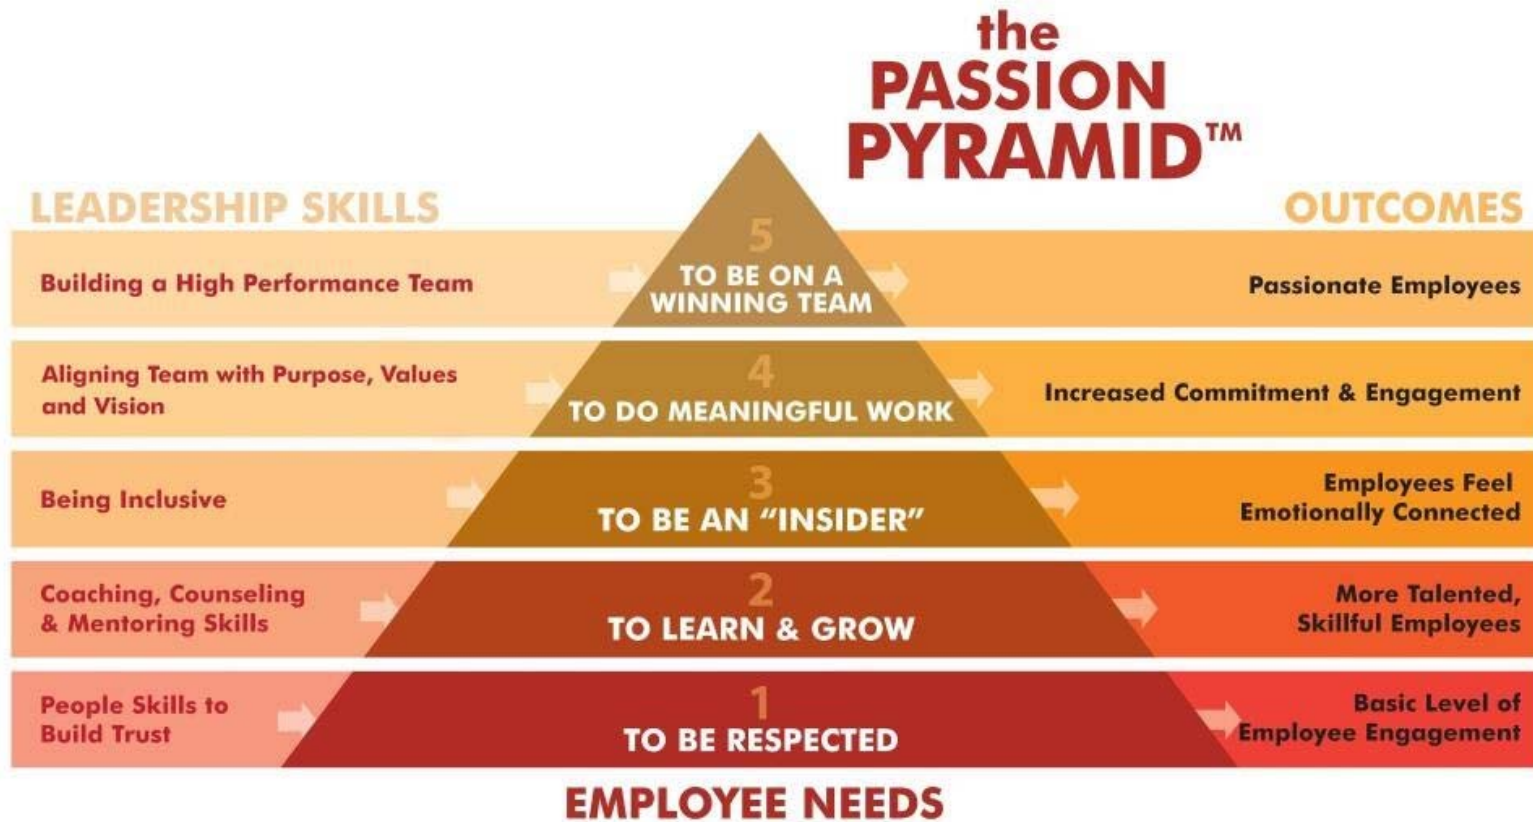 the
PASSION
PYRAMID™
LEADERSHIP SKILLS
OUTCOMES
Building a High Performance Team
5
TO BE ON A
WINNING TEAM
Passionate Employees
Aligning Team with Purpose, Values
and Vision
4
TO DO MEANINGFUL WORK
Increased Commitment & Engagement
Being Inclusive
3
TO BE AN “INSIDER”
Employees Feel
Emotionally Connected
Coaching, Counseling
& Mentoring Skills
2
TO LEARN & GROW
More Talented,
Skillful Employees
People Skills to
Build Trust
1
TO BE RESPECTED
Basic Level of
Employee Engagement
EMPLOYEE NEEDS